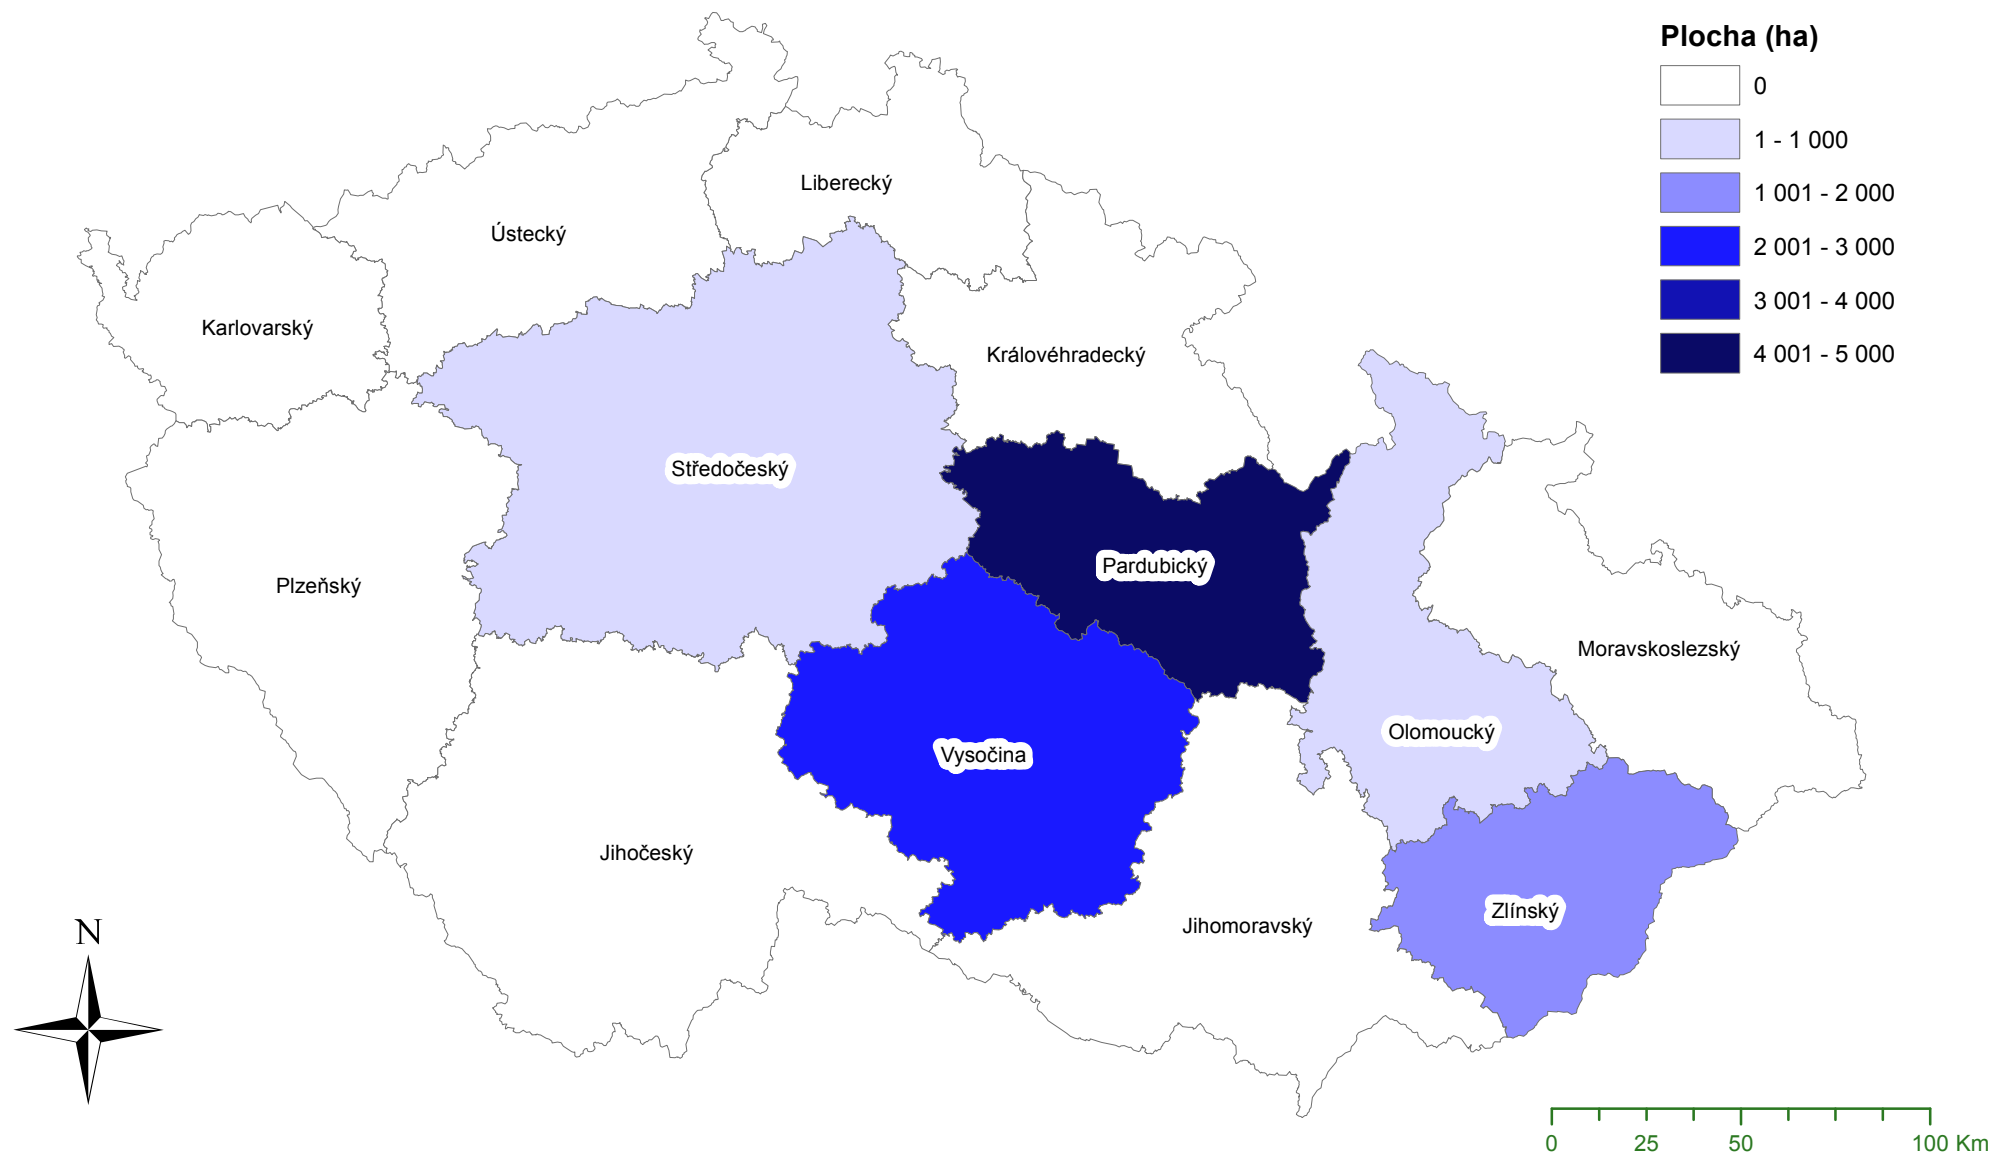 Plocha (ha)
0
1 - 1 000
1 001 - 2 000
2 001 - 3 000
3 001 - 4 000
4 001 - 5 000
Liberecký
Ústecký
Karlovarský
Královéhradecký
Středočeský
Pardubický
Plzeňský
Moravskoslezský
Olomoucký
Vysočina
Jihočeský
Zlínský
Jihomoravský
N
0 25 50 100 Km